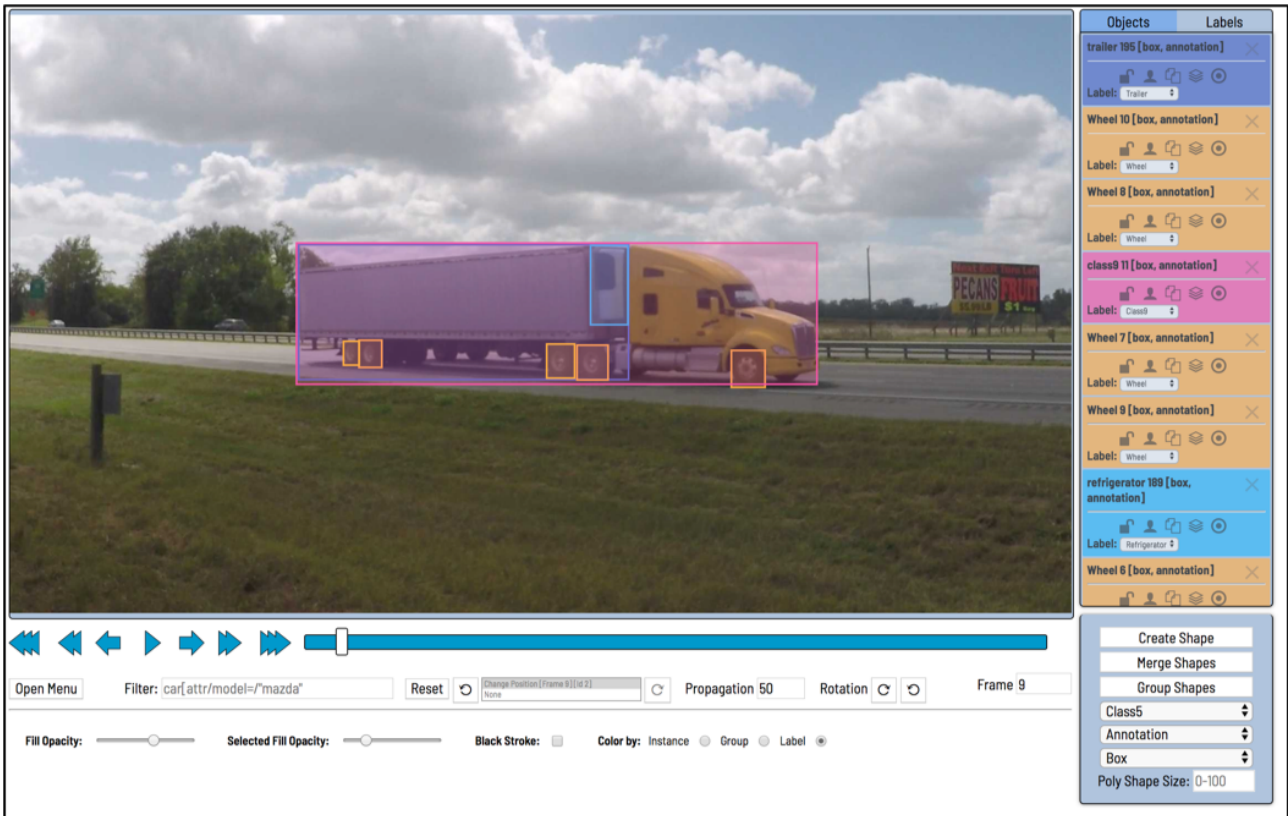 Objects
Labels
trailer 195 [box, annotation]
Label: Trailer
Wheel 10 [box, annotation]
Label: Wheel
Wheel 8 [box, annotation]
Label: Wheel
class9 11 [box, annotation]
Label: Class9
Wheel 7 [box, annotation]
Label: Wheel
Wheel 9 [box, annotation]
Label: Wheel
refrigerator 189 [box,
annotation]
Label: Refrigerator
Wheel 6 [box, annotation]
PECANS FRUIT
$1
Open Menu
Filter: car[attr/model=/"mazda"
Reset
Change Position [Frame 9] [id 2]
None
Propagation 50
Rotation
Frame 9
Fill Opacity:
Selected Fill Opacity:
Black Stroke:
Color by: Instance Group Label
Create Shape
Merge Shapes
Group Shapes
Class5
Annotation
Box
Poly Shape Size: 0-100